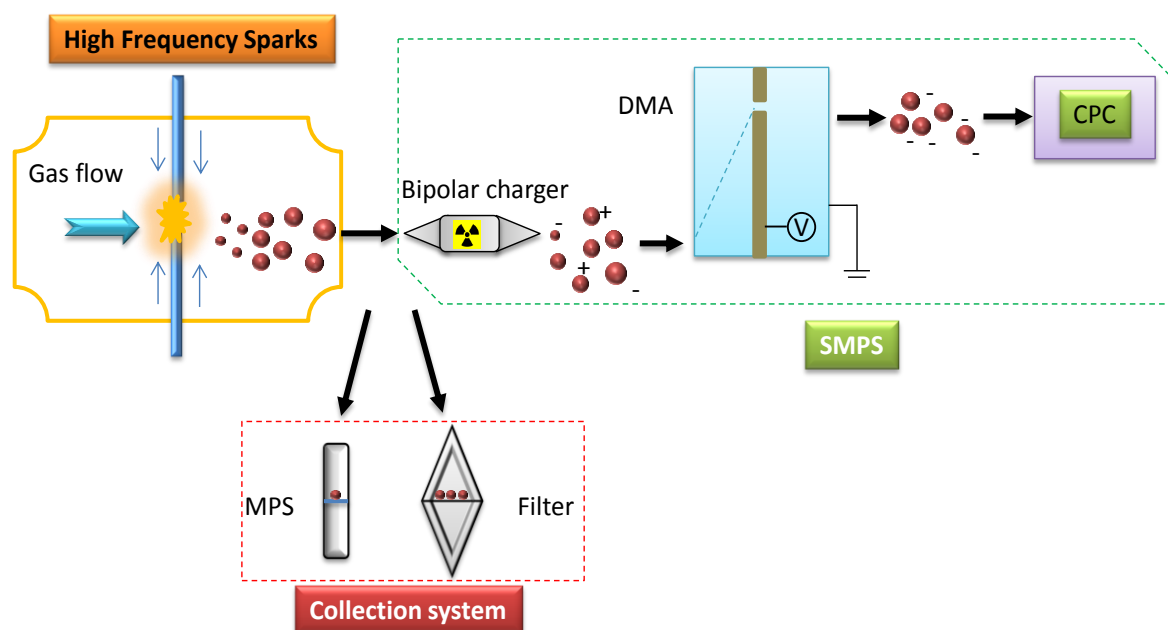 High Frequency Sparks
Gas flow
Bipolar charger
-
+
+
-
DMA
V
-
-
-
-
-
CPC
SMPS
MPS
Filter
Collection system